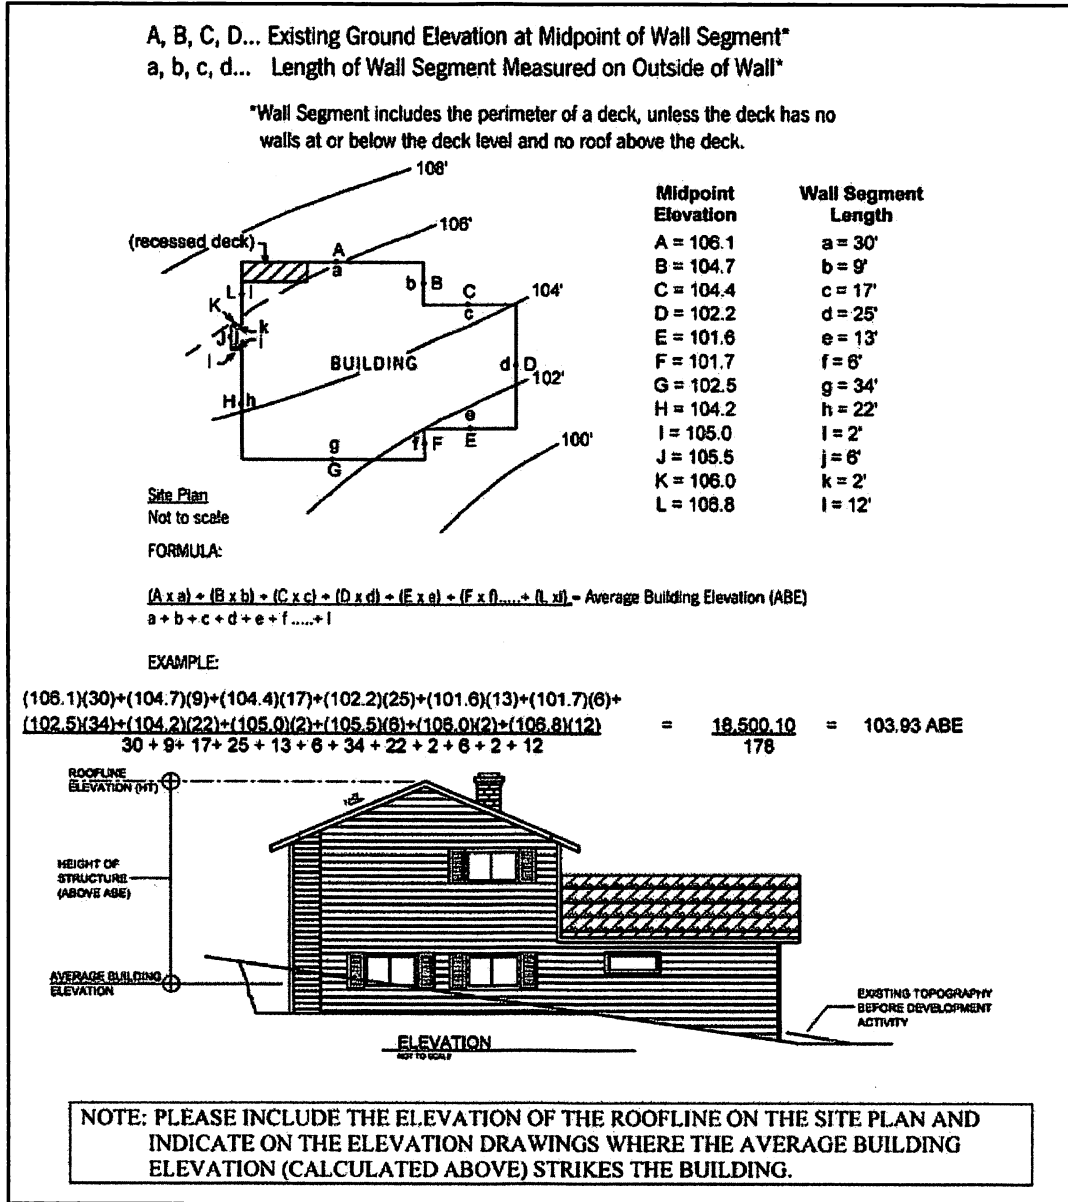 A, B, C, D... Existing Ground Elevation at Midpoint of Wall Segment*
a, b, c, d... Length of Wall Segment Measured on Outside of Wall*
*Wall Segment includes the perimeter of a deck, unless the deck has no
walls at or below the deck level and no roof above the deck.
108'
106'
(recessed deck)
A
a
b B
C
c
104'
L l
K
k
J j
i
I
BUILDING
d D
102'
H h
e
E
f F
g
G
100'
Site Plan
Not to scale
Midpoint Wall Segment
Elevation Length
A = 106.1 a = 30'
B = 104.7 b = 9'
C = 104.4 c = 17'
D = 102.2 d = 25'
E = 101.6 e = 13'
F = 101.7 f = 6'
G = 102.5 g = 34'
H = 104.2 h = 22'
I = 105.0 i = 2'
J = 105.5 j = 6'
K = 106.0 k = 2'
L = 106.8 l = 12'
FORMULA:
(A x a) + (B x b) + (C x c) + (D x d) + (E x e) + (F x f).....+ (L xl) = Average Building Elevation (ABE)
a + b + c + d + e + f .....+ l
EXAMPLE:
(106.1)(30)+(104.7)(9)+(104.4)(17)+(102.2)(25)+(101.6)(13)+(101.7)(6)+
(102.5)(34)+(104.2)(22)+(105.0)(2)+(105.5)(6)+(106.0)(2)+(106.8)(12) = 18,500.10 = 103.93 ABE
30 + 9+ 17+ 25 + 13 + 6 + 34 + 22 + 2 + 6 + 2 + 12 178
ROOFLINE
ELEVATION (HT)
HEIGHT OF
STRUCTURE
(ABOVE ABE)
AVERAGE BUILDING
ELEVATION
EXISTING TOPOGRAPHY
BEFORE DEVELOPMENT
ACTIVITY
ELEVATION
NOT TO SCALE
NOTE: PLEASE INCLUDE THE ELEVATION OF THE ROOFLINE ON THE SITE PLAN AND
INDICATE ON THE ELEVATION DRAWINGS WHERE THE AVERAGE BUILDING
ELEVATION (CALCULATED ABOVE) STRIKES THE BUILDING.